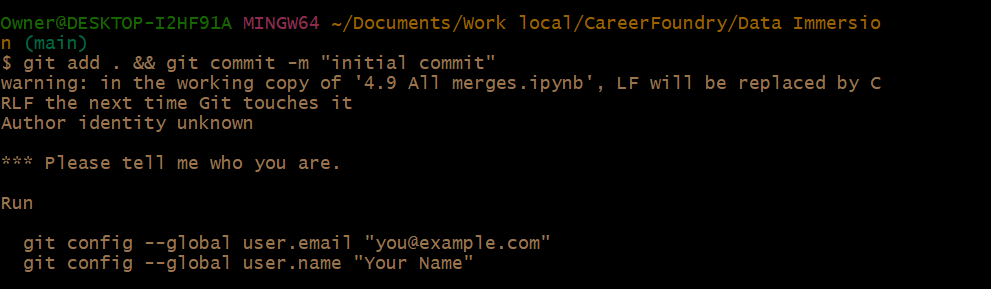 Owner@DESKTOP-I2HF91A MINGW64 ~/Documents/Work local/CareerFoundry/Data Immersio
n (main)
$ git add . && git commit -m "initial commit"
warning: in the working copy of '4.9 All merges.ipynb', LF will be replaced by C
RLF the next time Git touches it
Author identity unknown

*** Please tell me who you are.

Run

  git config --global user.email "you@example.com"
  git config --global user.name "Your Name"